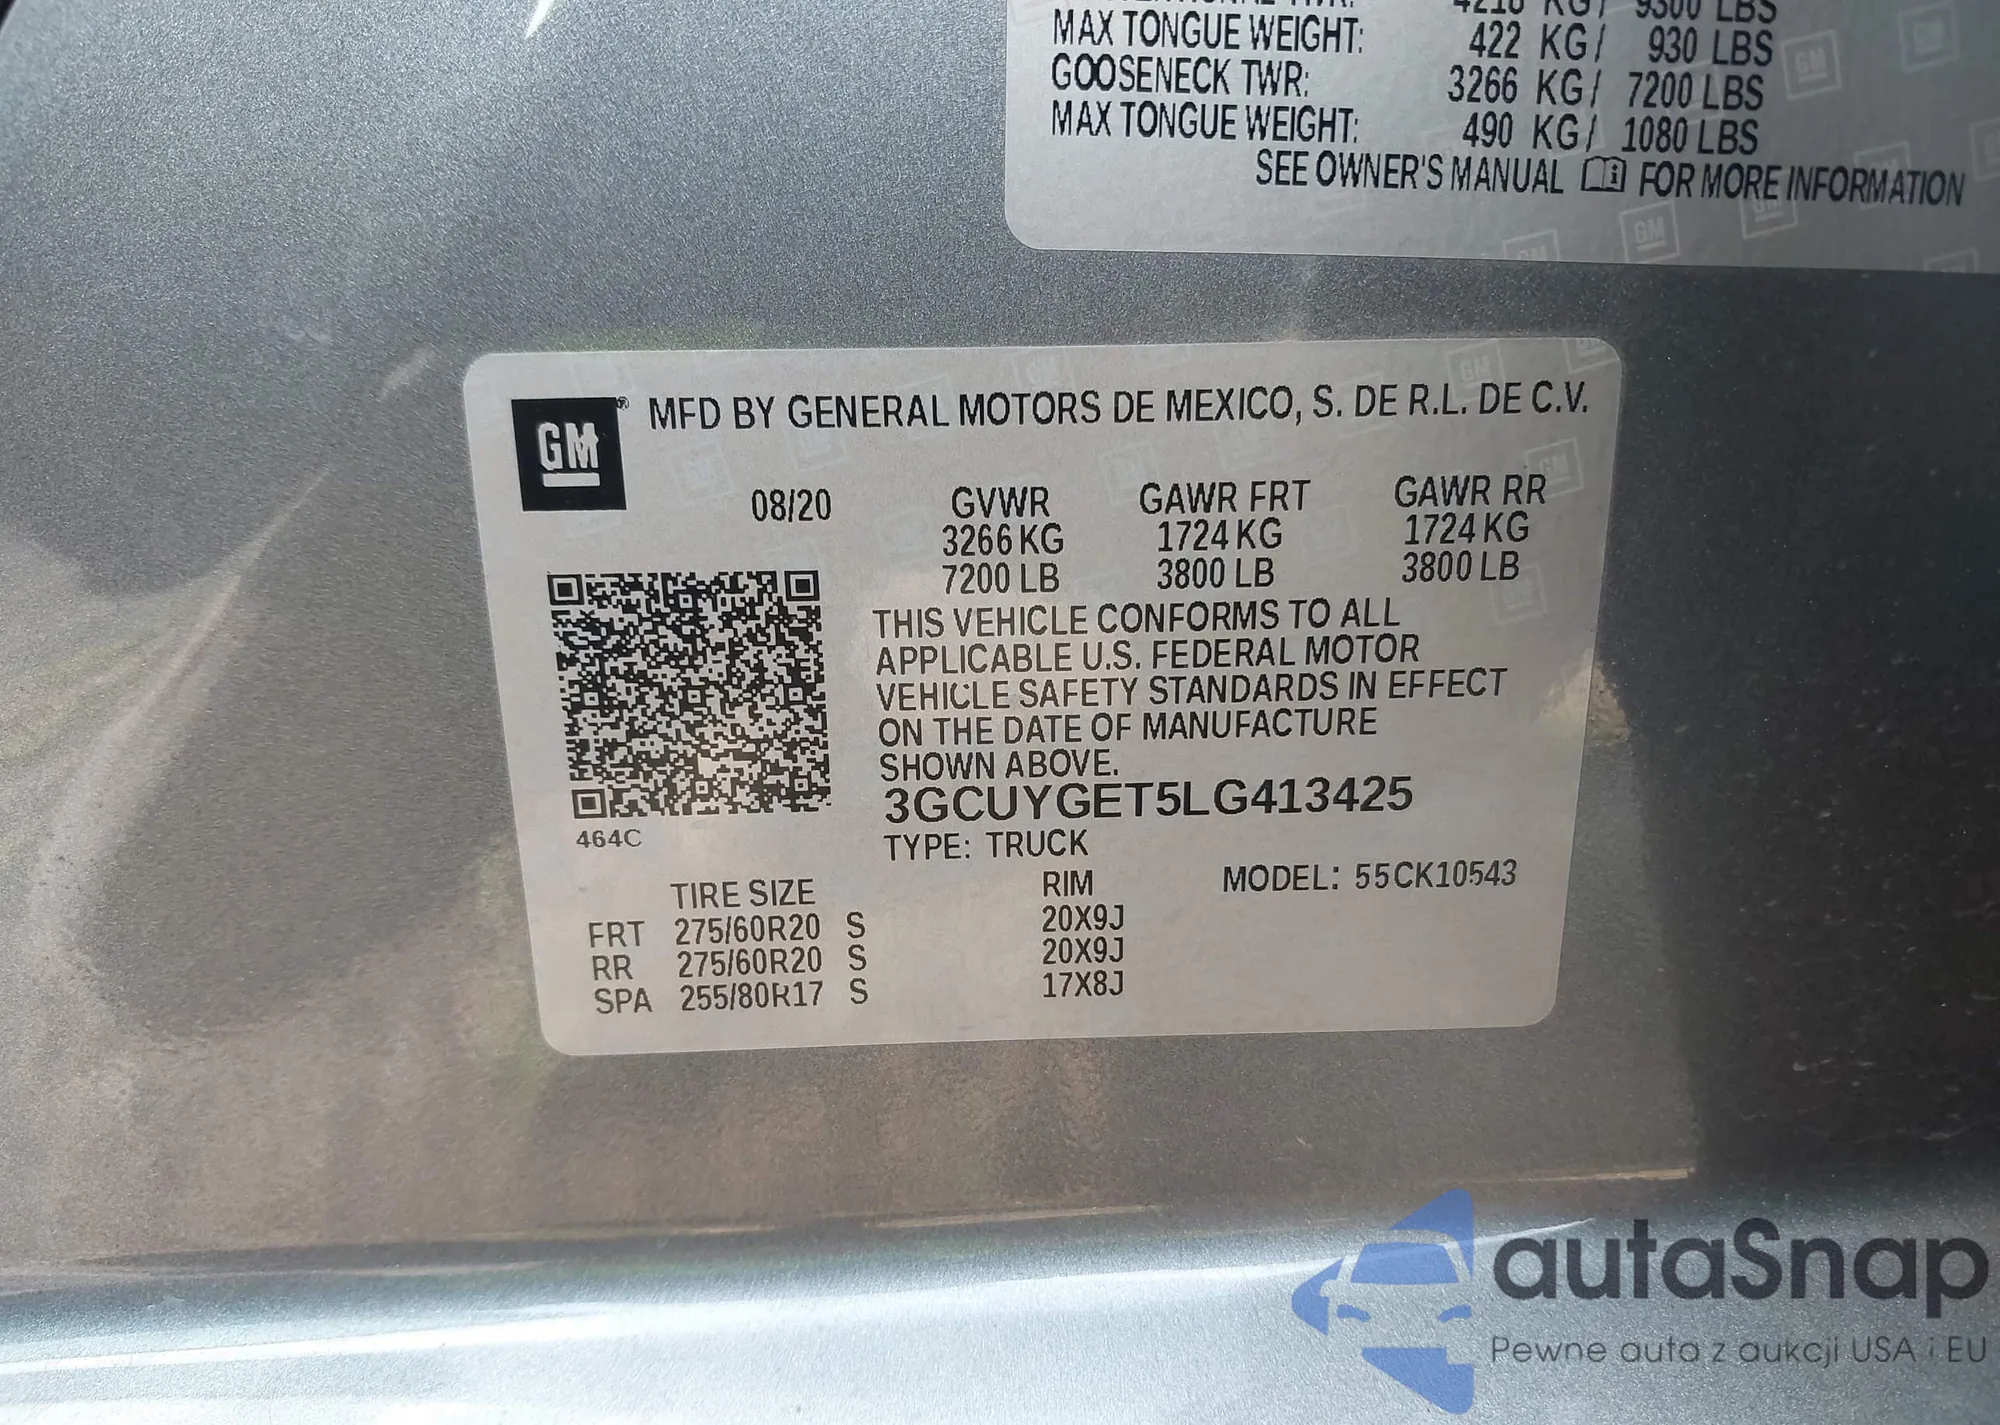 4218 KG/ 9300 LBS
MAX TONGUE WEIGHT: 422 KG/ 930 LBS
GOOSENECK TWR: 3266 KG/ 7200 LBS
MAX TONGUE WEIGHT: 490 KG/ 1080 LBS
SEE OWNER'S MANUAL FOR MORE INFORMATION
GM® MFD BY GENERAL MOTORS DE MEXICO, S. DE R.L. DE C.V.
08/20 GVWR GAWR FRT GAWR RR
3266 KG 1724 KG 1724 KG
7200 LB 3800 LB 3800 LB
THIS VEHICLE CONFORMS TO ALL
APPLICABLE U.S. FEDERAL MOTOR
VEHICLE SAFETY STANDARDS IN EFFECT
ON THE DATE OF MANUFACTURE
SHOWN ABOVE.
3GCUYGET5LG413425
464C
TYPE: TRUCK
MODEL: 55CK10543
TIRE SIZE RIM
FRT 275/60R20 S 20X9J
RR 275/60R20 S 20X9J
SPA 255/80R17 S 17X8J
autaSnap
Pewne auta z aukcji USA i EU